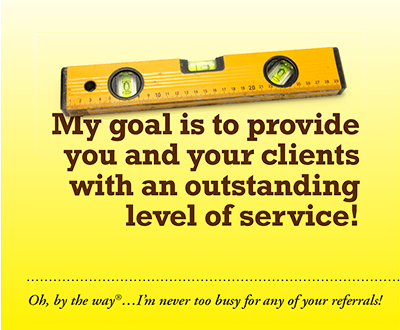 My goal is to provide
you and your clients
with an outstanding
level of service!
Oh, by the way®…I'm never too busy for any of your referrals!